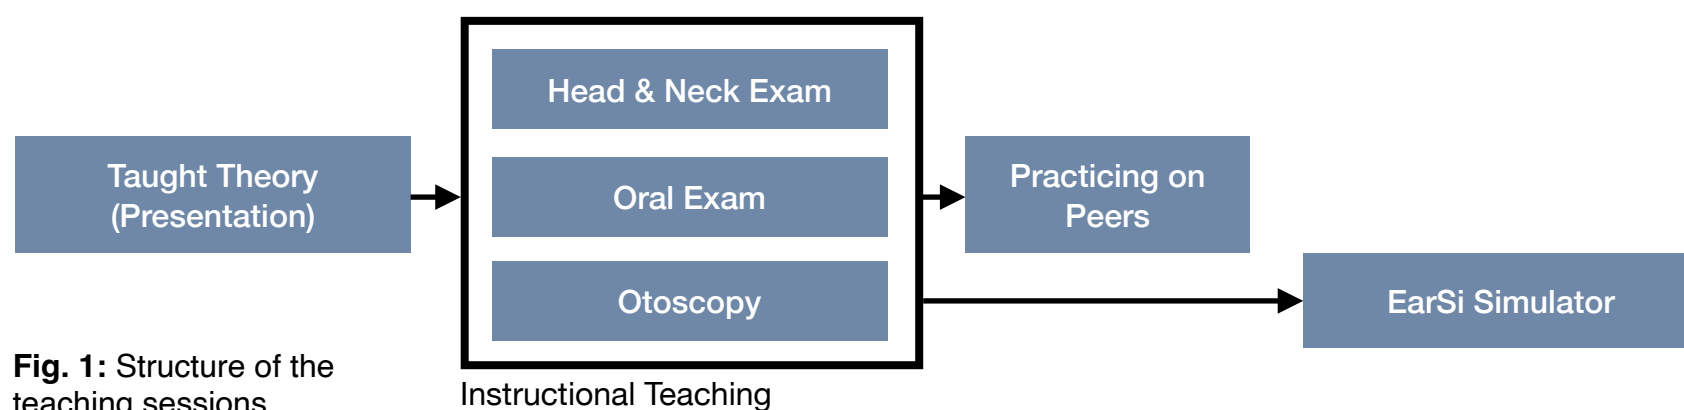 Taught Theory
(Presentation)
Head & Neck Exam
Oral Exam
Otoscopy
Practicing on
Peers
EarSi Simulator
Fig. 1: Structure of the
teaching sessions
Instructional Teaching